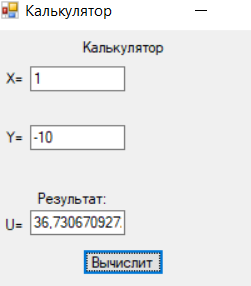 Калькулятор
Калькулятор
X= 1
Y= -10
Результат:
U= 36,730670927.
Вычислит